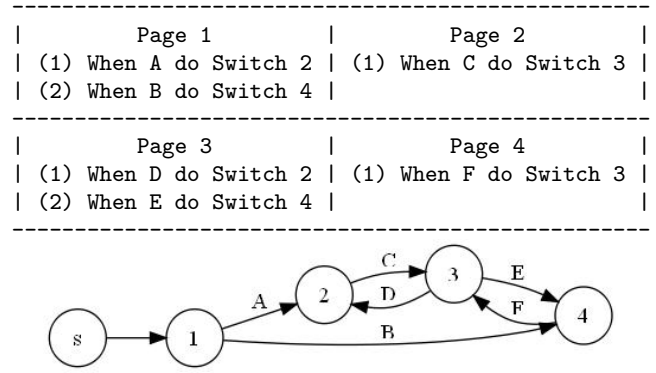 ---------------------------------------------------
| Page 1 | Page 2 |
| (1) When A do Switch 2 | (1) When C do Switch 3 |
| (2) When B do Switch 4 | |
---------------------------------------------------
| Page 3 | Page 4 |
| (1) When D do Switch 2 | (1) When F do Switch 3 |
| (2) When E do Switch 4 | |
---------------------------------------------------
C
3
E
A
2
D
F
4
s
1
B